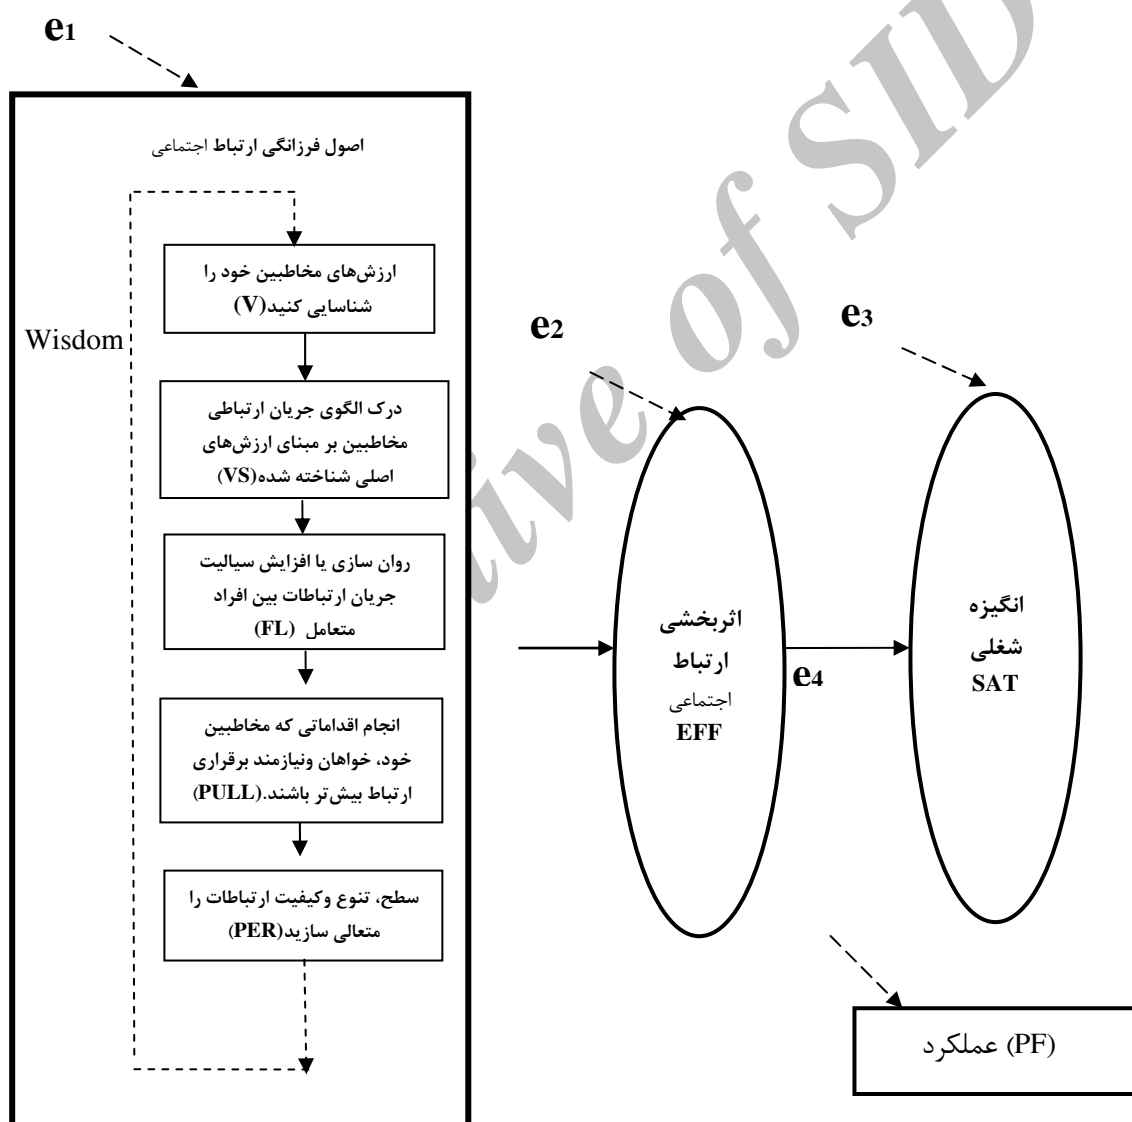 e1
اصول فرزانگی ارتباط اجتماعی
Wisdom
ارزش‌های مخاطبین خود را
شناسایی کنید(V)
درک الگوی جریان ارتباطی
مخاطبین بر مبنای ارزش‌های
اصلی شناخته شده(VS)
روان سازی یا افزایش سیالیت
جریان ارتباطات بین افراد
متعامل (FL)
انجام اقداماتی که مخاطبین
خود، خواهان ونیازمند برقراری
ارتباط بیش‌تر باشند.(PULL)
سطح، تنوع وکیفیت ارتباطات را
متعالی سازید(PER)
e2
اثربخشی
ارتباط
اجتماعی
EFF
e4
e3
انگیزه
شغلی
SAT
عملکرد (PF)
ive of SID